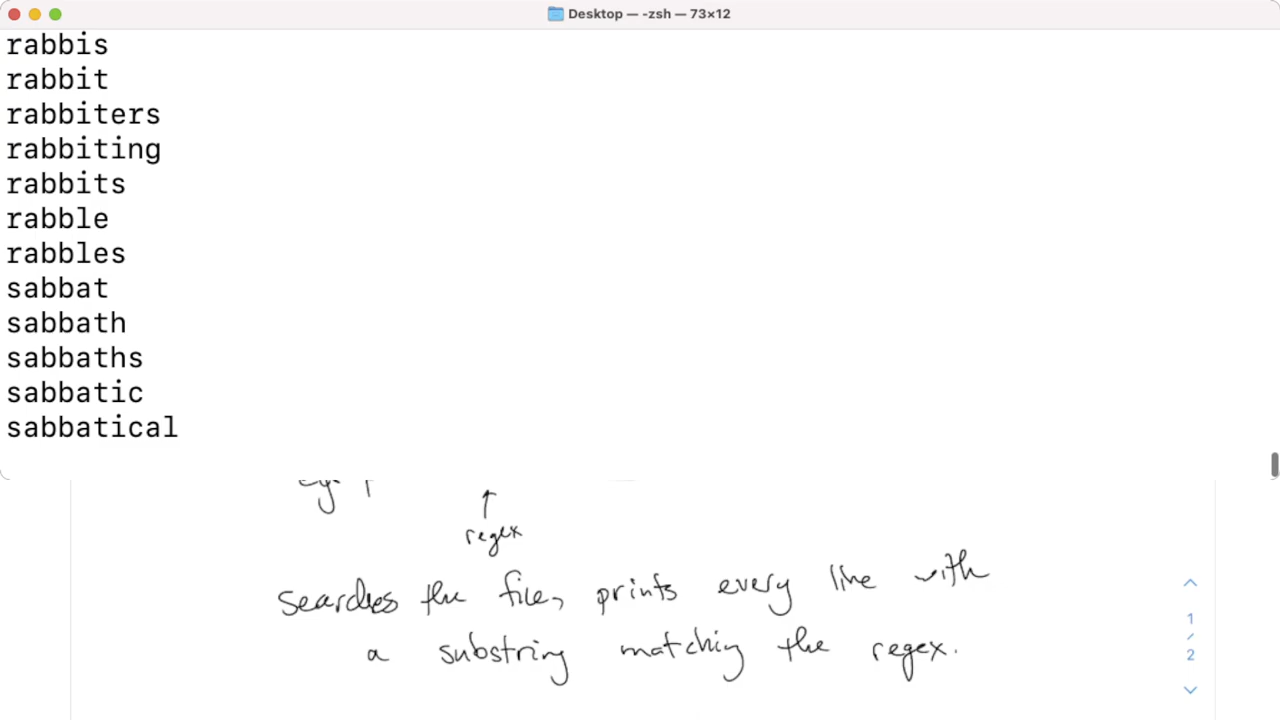 Desktop — -zsh — 73×12
rabbis
rabbit
rabbiters
rabbiting
rabbits
rabble
rabbles
sabbat
sabbath
sabbaths
sabbatic
sabbatical
regex
searches the file, prints every line with
a substring matching the regex.
1
/
2